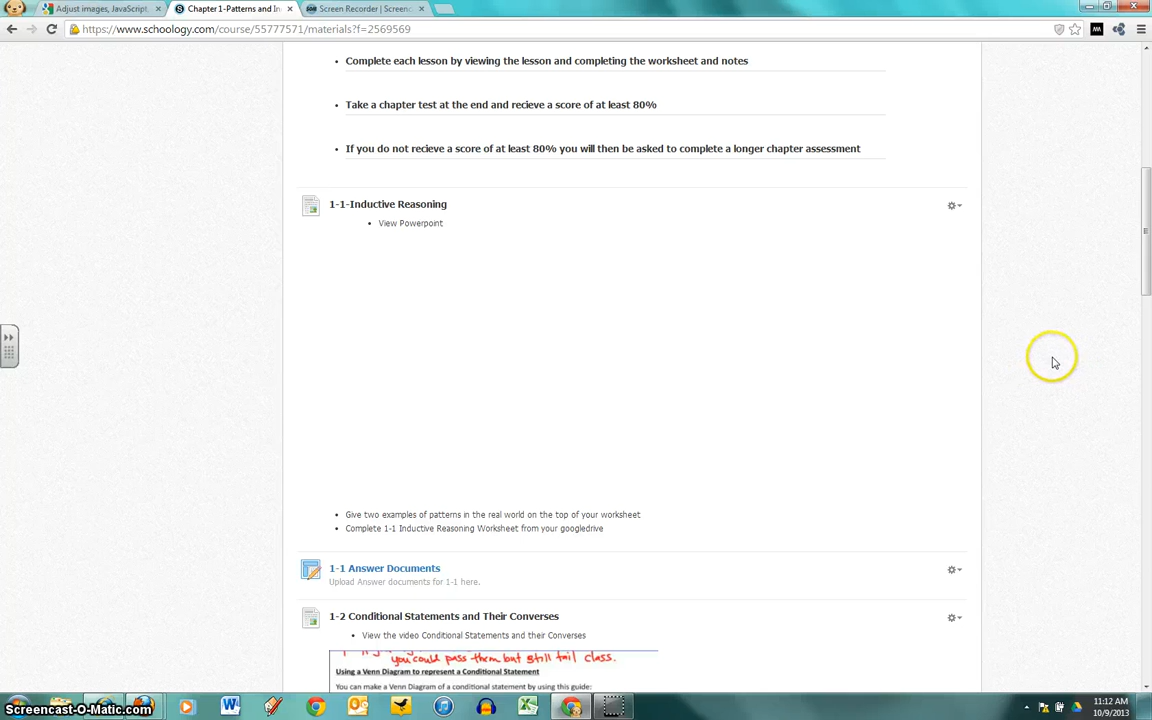 Adjust images, JavaScript,
Chapter 1-Patterns and In
Screen Recorder | Screenc
https://www.schoology.com/course/55777571/materials?f=2569569
• Complete each lesson by viewing the lesson and completing the worksheet and notes
• Take a chapter test at the end and recieve a score of at least 80%
• If you do not recieve a score of at least 80% you will then be asked to complete a longer chapter assessment
1-1-Inductive Reasoning
• View Powerpoint
• Give two examples of patterns in the real world on the top of your worksheet
• Complete 1-1 Inductive Reasoning Worksheet from your googledrive
1-1 Answer Documents
Upload Answer documents for 1-1 here.
1-2 Conditional Statements and Their Converses
• View the video Conditional Statements and their Converses
you could pass them but still fail class.
Using a Venn Diagram to represent a Conditional Statement
You can make a Venn Diagram of a conditional statement by using this guide:
Screencast-O-Matic.com
11:12 AM
10/9/2013